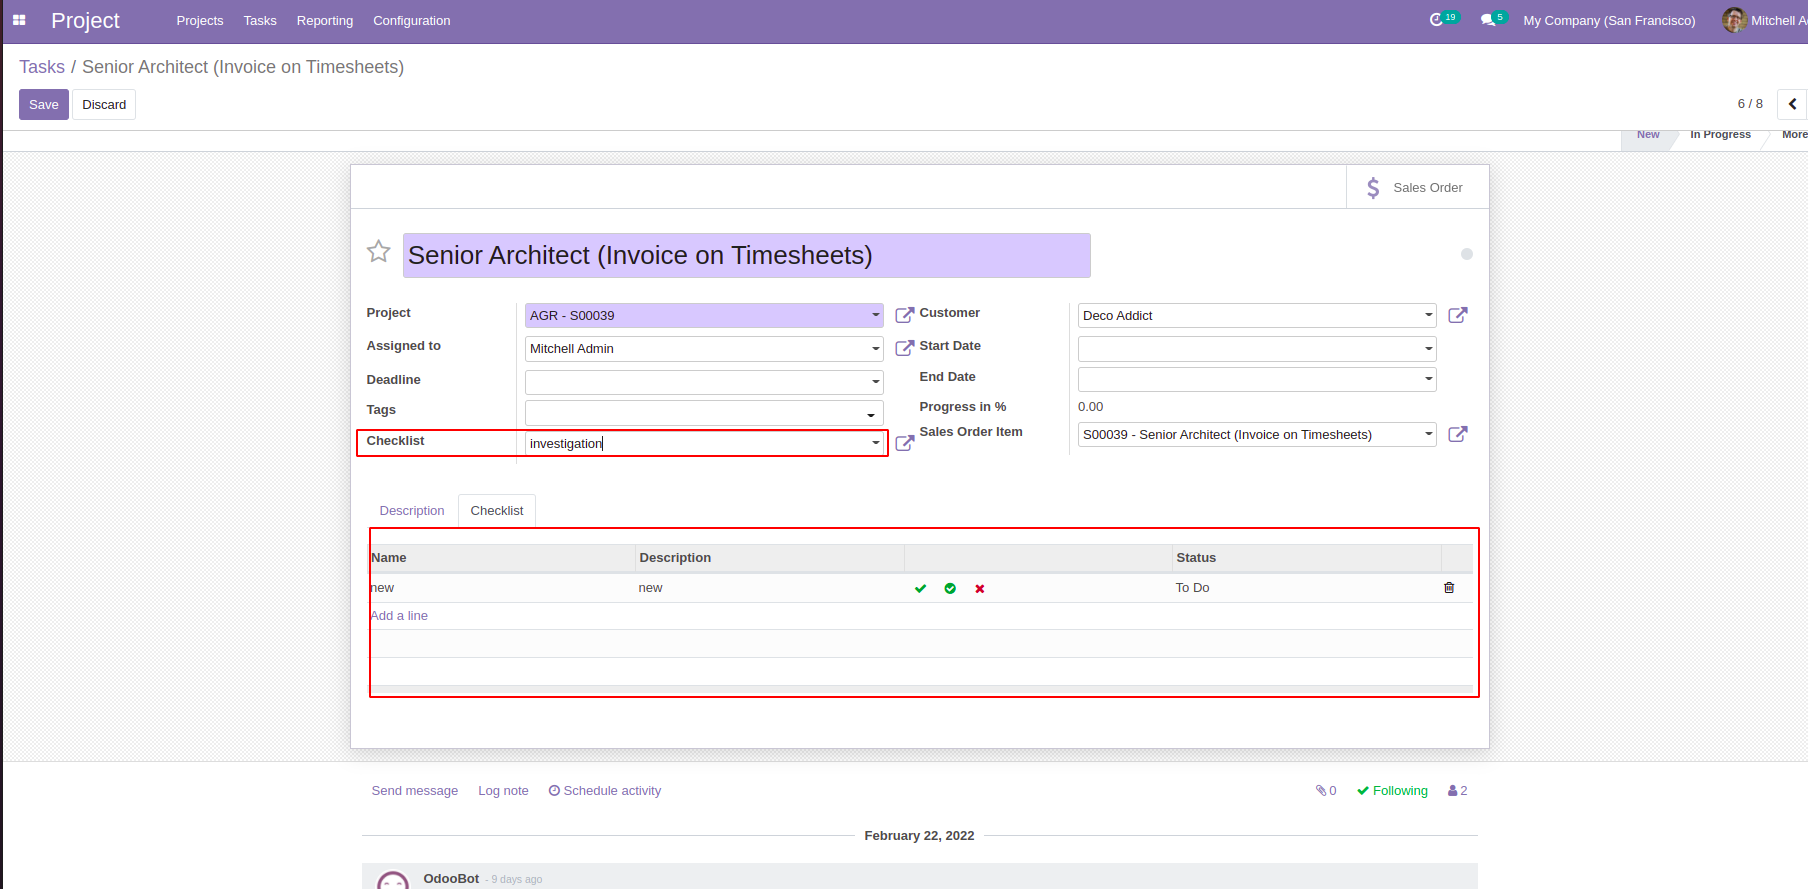 Project Projects Tasks Reporting Configuration 19 5 My Company (San Francisco) Mitchell A
Tasks / Senior Architect (Invoice on Timesheets)
Save Discard 6 / 8
New In Progress More
Sales Order
Senior Architect (Invoice on Timesheets)
Project AGR - S00039 Customer Deco Addict
Assigned to Mitchell Admin Start Date
Deadline End Date
Tags Progress in % 0.00
Checklist investigation Sales Order Item S00039 - Senior Architect (Invoice on Timesheets)
Description Checklist
Name Description Status
new new To Do
Add a line
Send message Log note Schedule activity 0 Following 2
February 22, 2022
OdooBot - 9 days ago